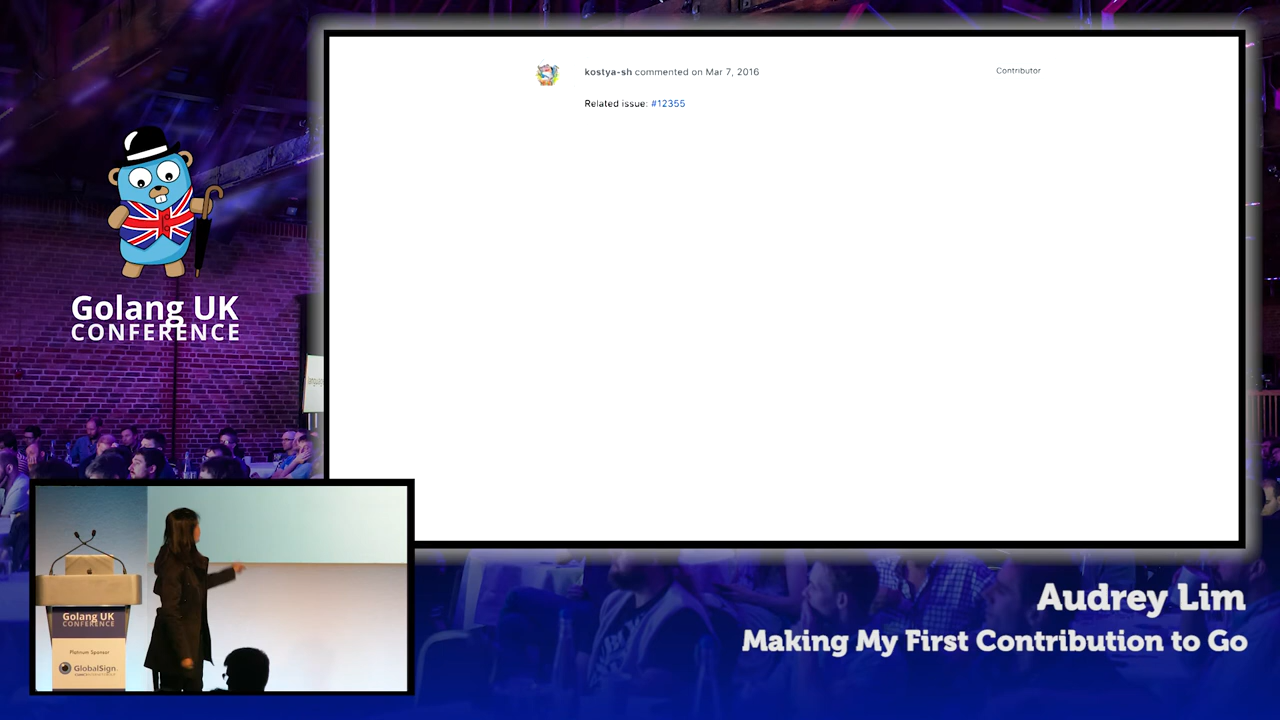 kostya-sh commented on Mar 7, 2016
Contributor
Related issue: #12355
Golang UK
CONFERENCE
Golang UK
CONFERENCE
Platinum Sponsor
GlobalSign
Audrey Lim
Making My First Contribution to Go